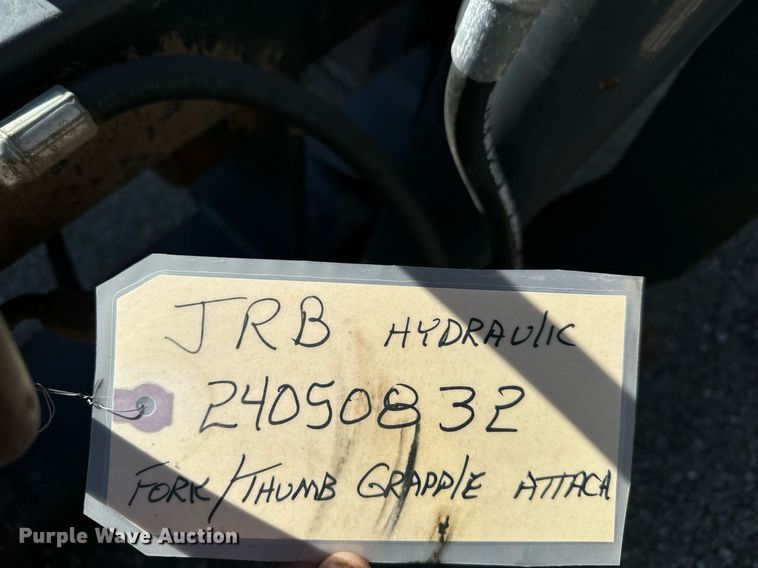 JRB HYDRAULIC
24050832
FORK/THUMB GRAPPLE ATTACH
Purple Wave Auction